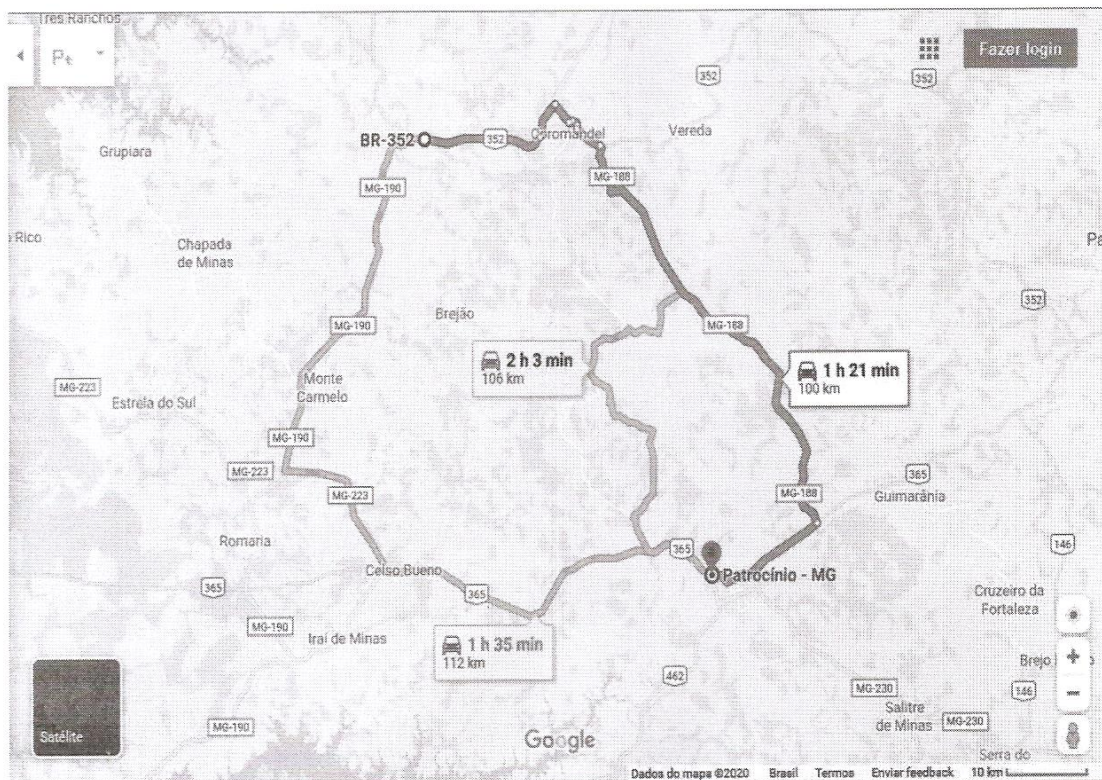 Três Ranchos
Fazer login
352
352
BR-352
352
Coromandel
Vereda
Grupiara
MG-190
MG-188
Rico
Chapada
de Minas
Pa
352
Brejão
MG-190
MG-188
2 h 3 min
106 km
1 h 21 min
100 km
MG-223
Estrela do Sul
Monte
Carmelo
MG-190
MG-223
MG-223
MG-188
365
Guimarânia
Romaria
365
146
Celso Bueno
Patrocínio - MG
365
365
Cruzeiro da
Fortaleza
MG-190
Iraí de Minas
1 h 35 min
112 km
462
Brejo
MG-230
146
Salitre
de Minas
MG-230
MG-190
Satélite
Google
Serra do
Dados do mapa ©2020 Brasil Termos Enviar feedback 10 km